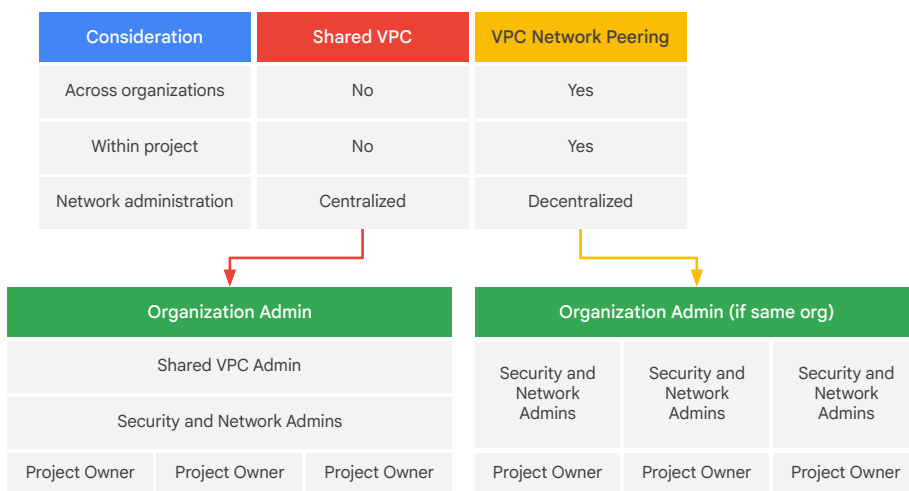 Consideration Shared VPC VPC Network Peering
Across organizations No Yes
Within project No Yes
Network administration Centralized Decentralized
Organization Admin
Shared VPC Admin
Security and Network Admins
Project Owner Project Owner Project Owner
Organization Admin (if same org)
Security and Network Admins
Security and Network Admins
Security and Network Admins
Project Owner Project Owner Project Owner